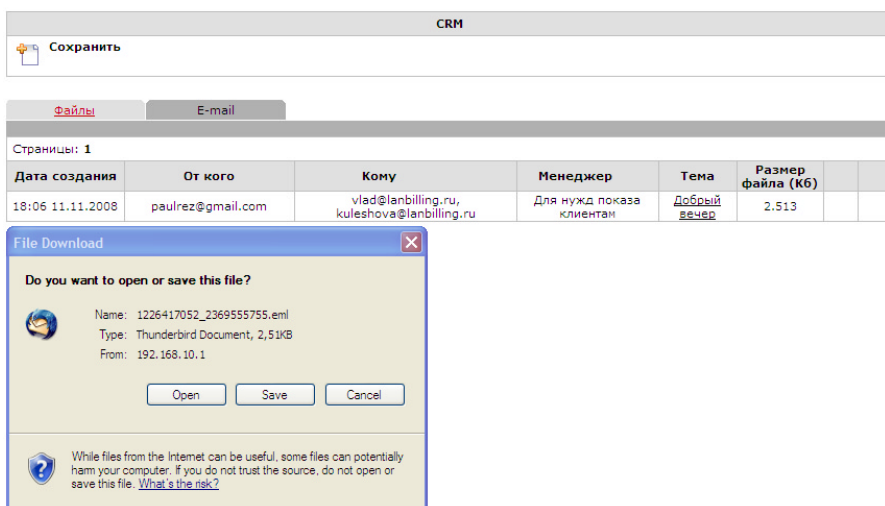 CRM
Сохранить
Файлы E-mail
Страницы: 1
Дата создания От кого Кому Менеджер Тема Размер файла (Кб)
18:06 11.11.2008 paulrez@gmail.com vlad@lanbilling.ru, kuleshova@lanbilling.ru Для нужд показа клиентам Добрый вечер 2.513
File Download
Do you want to open or save this file?
Name: 1226417052_2369555755.eml
Type: Thunderbird Document, 2,51KB
From: 192.168.10.1
Open Save Cancel
While files from the Internet can be useful, some files can potentially
harm your computer. If you do not trust the source, do not open or
save this file. What's the risk?